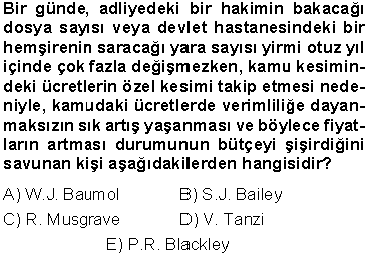 Bir günde, adliyedeki bir hakimin bakacağı
dosya sayısı veya devlet hastanesindeki bir
hemşirenin saracağı yara sayısı yirmi otuz yıl
içinde çok fazla değişmezken, kamu kesimin-
deki ücretlerin özel kesimi takip etmesi nede-
niyle, kamudaki ücretlerde verimliliğe dayan-
maksızın sık artış yaşanması ve böylece fiyat-
ların artması durumunun bütçeyi şişirdiğini
savunan kişi aşağıdakilerden hangisidir?
A) W.J. Baumol B) S.J. Bailey
C) R. Musgrave D) V. Tanzi
E) P.R. Blackley